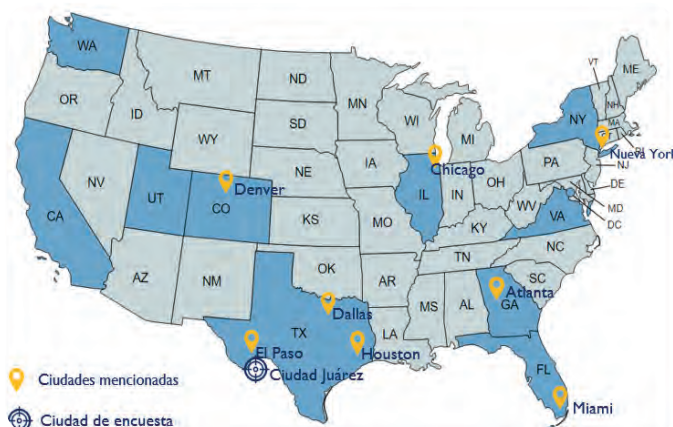 WA
MT
ND
MN
VT
ME
OR
ID
SD
WI
MI
NY
NH
MA
WY
Chicago
Nueva York
NE
IA
PA
NJ
NV
Denver
IL
IN
OH
DE
UT
CO
MD
CA
KS
MO
WV
VA
DC
KY
NC
AZ
NM
OK
AR
TN
SC
Atlanta
Dallas
MS
AL
GA
TX
LA
El Paso
Houston
Ciudades mencionadas
Ciudad Juárez
FL
Miami
Ciudad de encuesta